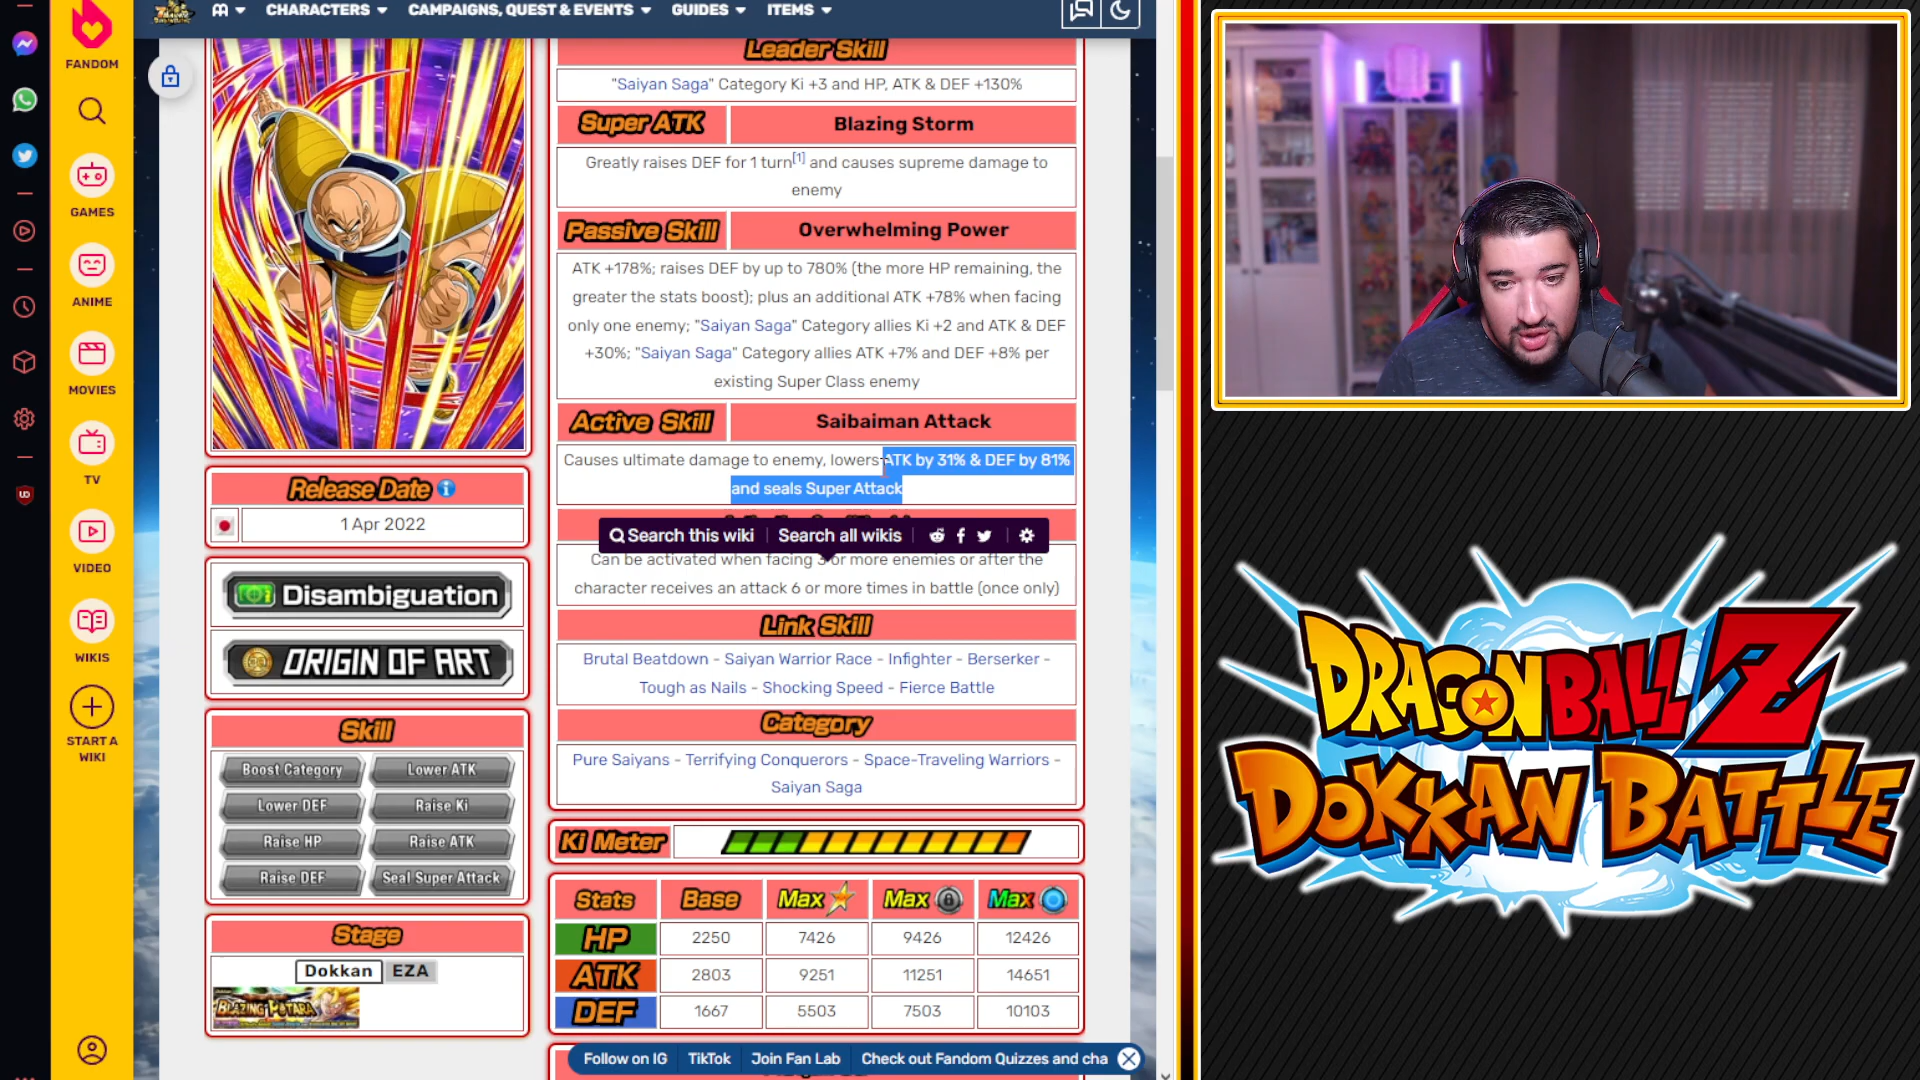 CHARACTERS
CAMPAIGNS, QUEST & EVENTS
GUIDES
ITEMS
FANDOM
GAMES
ANIME
MOVIES
TV
VIDEO
WIKIS
START A
WIKI
UD
Leader Skill
"Saiyan Saga" Category Ki +3 and HP, ATK & DEF +130%
Super ATK
Blazing Storm
Greatly raises DEF for 1 turn[1] and causes supreme damage to
enemy
Passive Skill
Overwhelming Power
ATK +178%; raises DEF by up to 780% (the more HP remaining, the
greater the stats boost); plus an additional ATK +78% when facing
only one enemy; "Saiyan Saga" Category allies Ki +2 and ATK & DEF
+30%; "Saiyan Saga" Category allies ATK +7% and DEF +8% per
existing Super Class enemy
Active Skill
Saibaiman Attack
Causes ultimate damage to enemy, lowers ATK by 31% & DEF by 81%
and seals Super Attack
Search this wiki
Search all wikis
Can be activated when facing 3 or more enemies or after the
character receives an attack 6 or more times in battle (once only)
Link Skill
Brutal Beatdown - Saiyan Warrior Race - Infighter - Berserker -
Tough as Nails - Shocking Speed - Fierce Battle
Category
Pure Saiyans - Terrifying Conquerors - Space-Traveling Warriors -
Saiyan Saga
Ki Meter
Stats Base Max Max Max
HP 2250 7426 9426 12426
ATK 2803 9251 11251 14651
DEF 1667 5503 7503 10103
Release Date
1 Apr 2022
Disambiguation
ORIGIN OF ART
Skill
Boost Category
Lower ATK
Lower DEF
Raise Ki
Raise HP
Raise ATK
Raise DEF
Seal Super Attack
Stage
Dokkan
EZA
BLAZING POTARA
Follow on IG
TikTok
Join Fan Lab
Check out Fandom Quizzes and cha
DRAGON BALL Z
DOKKAN BATTLE